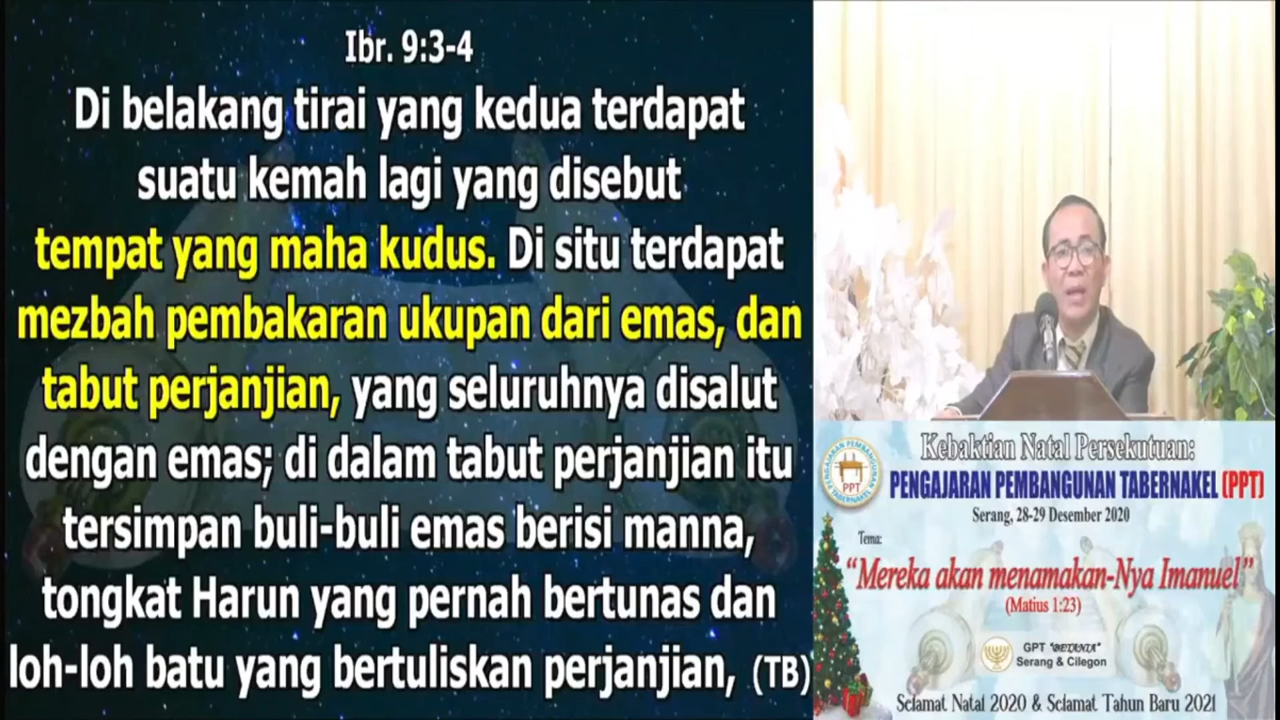 Ibr. 9:3-4
Di belakang tirai yang kedua terdapat
suatu kemah lagi yang disebut
tempat yang maha kudus. Di situ terdapat
mezbah pembakaran ukupan dari emas, dan
tabut perjanjian, yang seluruhnya disalut
dengan emas; di dalam tabut perjanjian itu
tersimpan buli-buli emas berisi manna,
tongkat Harun yang pernah bertunas dan
loh-loh batu yang bertuliskan perjanjian, (TB)
PENGAJARAN PEMBANGUNAN
PPT
TABERNAKEL
Kebaktian Natal Persekutuan:
PENGAJARAN PEMBANGUNAN TABERNAKEL (PPT)
Serang, 28-29 Desember 2020
Tema:
"Mereka akan menamakan-Nya Imanuel"
(Matius 1:23)
GPT "BETANIA"
Serang & Cilegon
Selamat Natal 2020 & Selamat Tahun Baru 2021